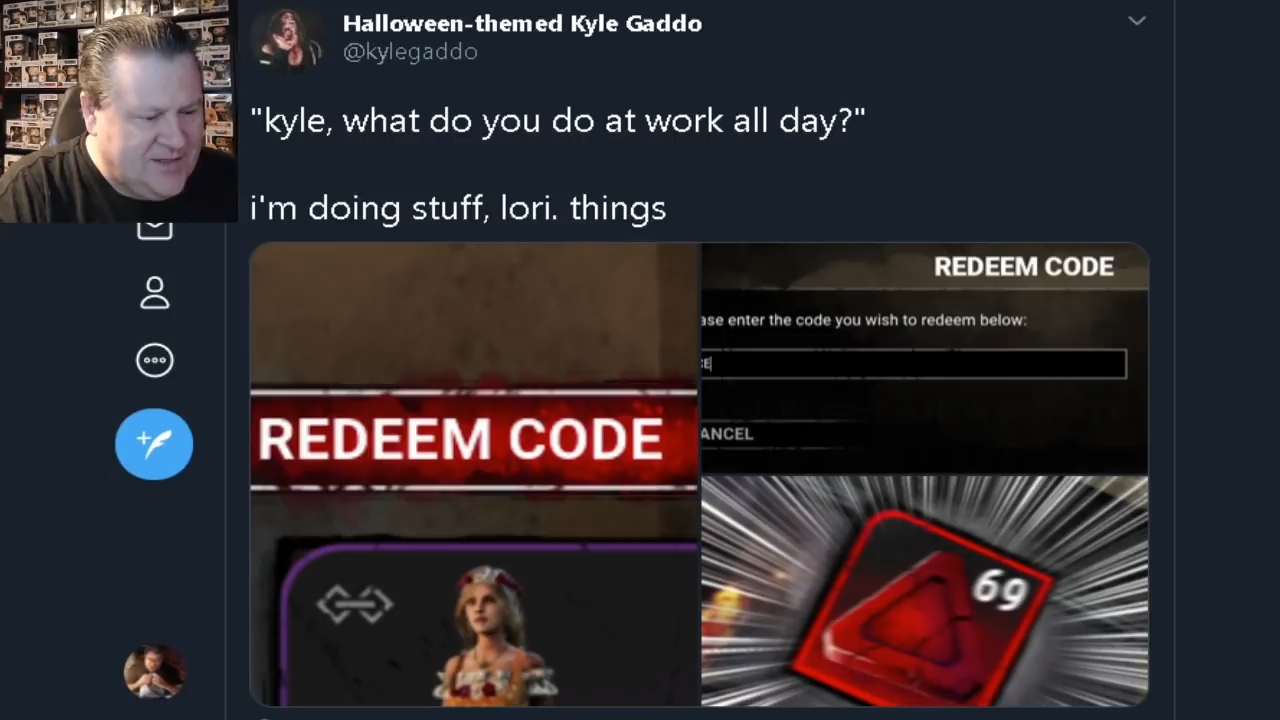 Halloween-themed Kyle Gaddo
@kylegaddo
"kyle, what do you do at work all day?"
i'm doing stuff, lori. things
REDEEM CODE
REDEEM CODE
ase enter the code you wish to redeem below:
ANCEL
69